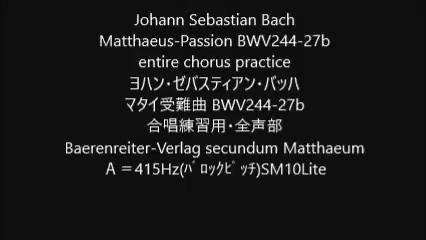 Johann Sebastian Bach
Matthaeus-Passion BWV244-27b
entire chorus practice
ﾖﾊﾝ･ｾﾞﾊﾞｽﾃｨｱﾝ･ﾊﾞｯﾊ
マタイ受難曲 BWV244-27b
合唱練習用･全声部
Baerenreiter-Verlag secundum Matthaeum
A＝415Hz(ﾊﾞﾛｯｸﾋﾟｯﾁ)SM10Lite